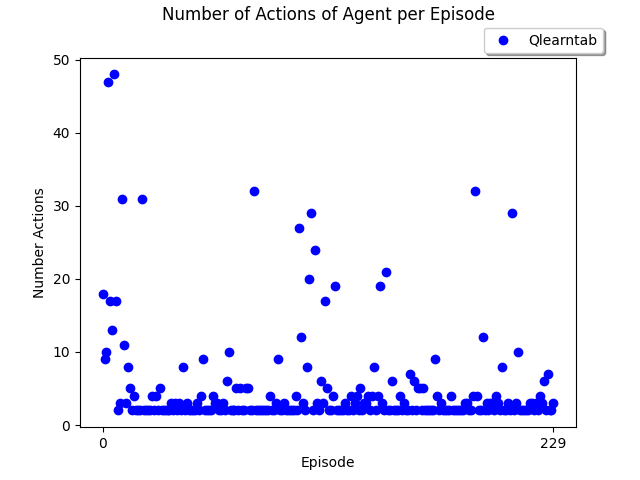 Number of Actions of Agent per Episode
Qlearntab
50
40
30
20
10
0
Number Actions
0 229
Episode